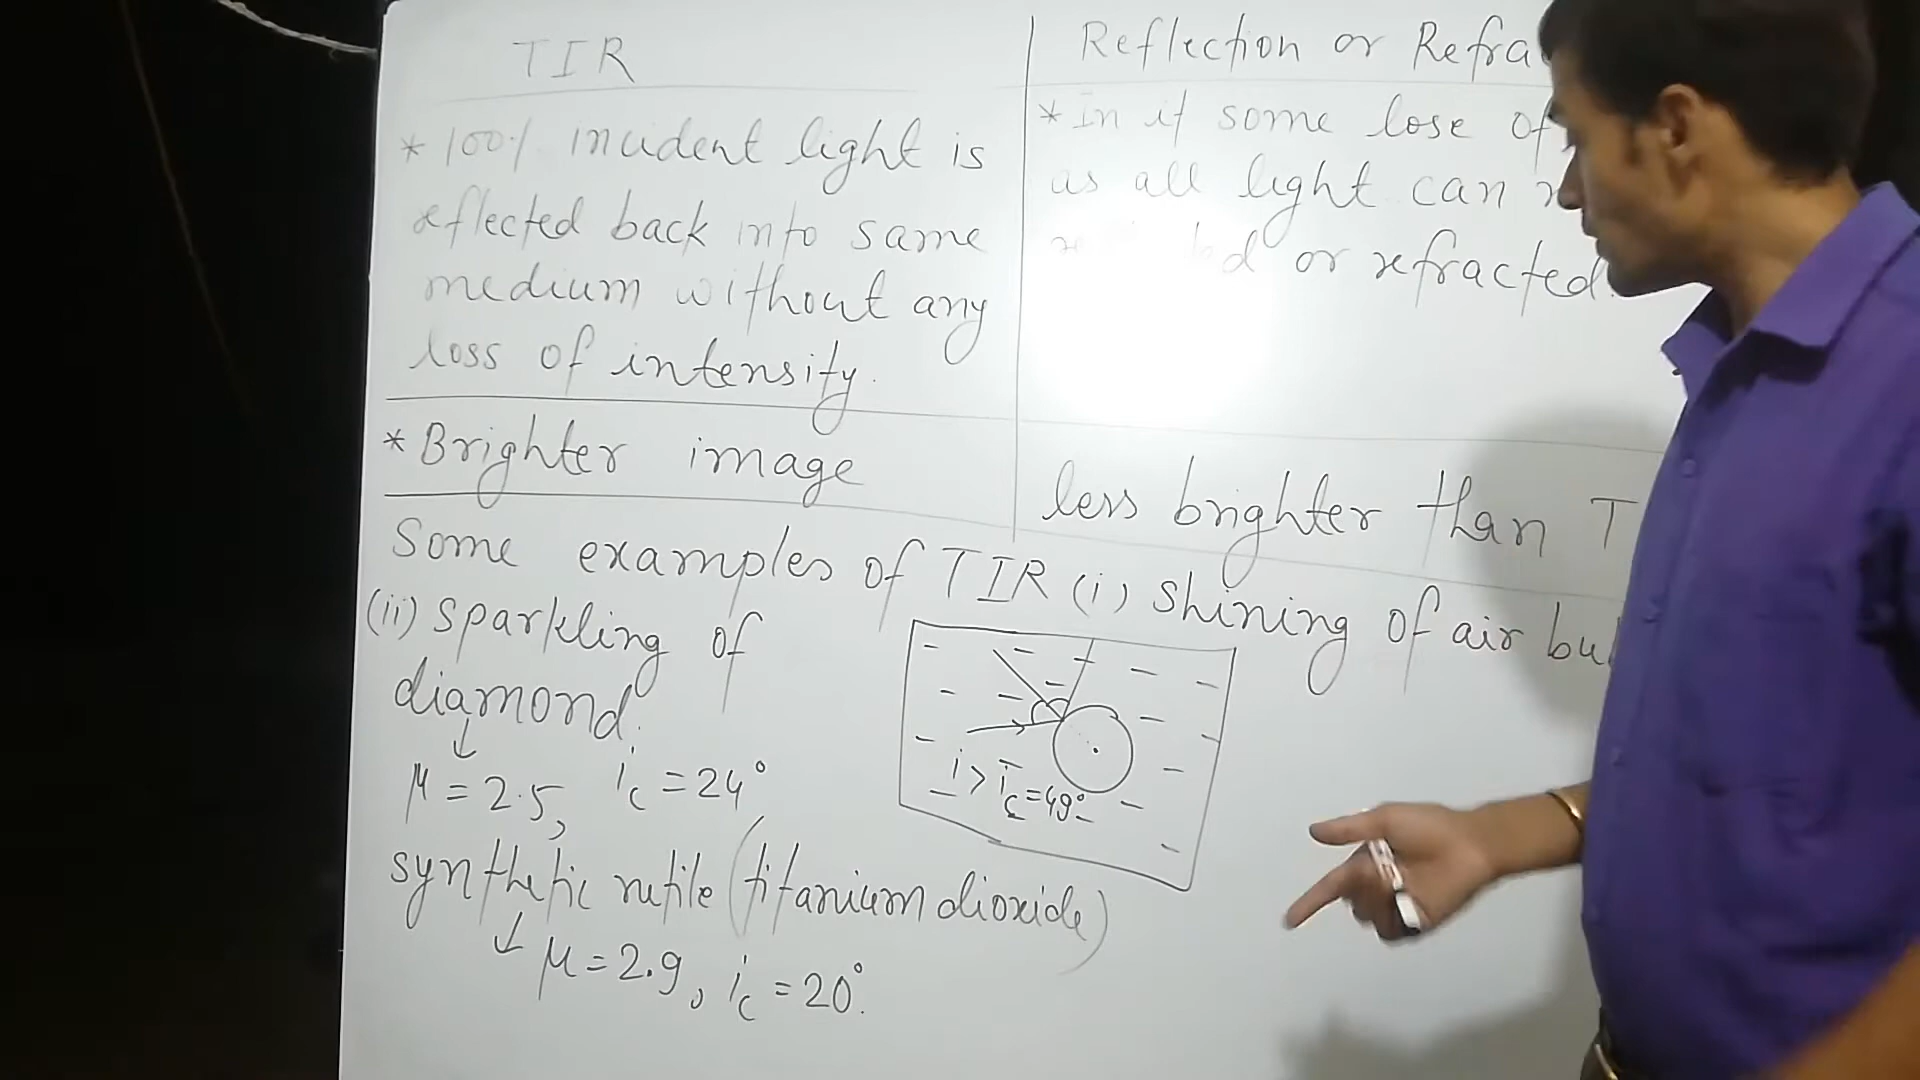 TIR
* 100% incident light is
reflected back into same
medium without any
loss of intensity.
* Brighter image
Reflection or
* In it some lose of
as all light can
or refracted.
less brighter than
Some examples of TIR (i) Shining of air
(ii) Sparkling of
diamond.
↓
μ = 2.5, ic = 24°
i > ic = 49°
synthetic rutile (titanium dioxide)
↓ μ = 2.9, ic = 20°.